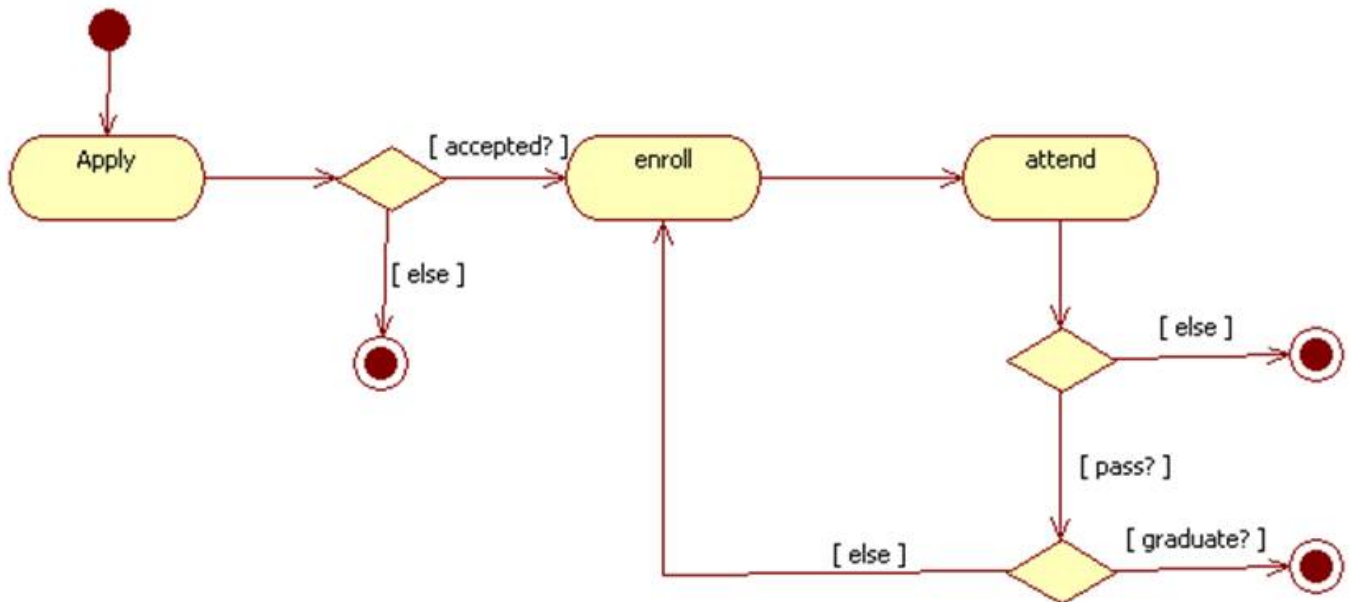 [ accepted? ]
Apply
enroll
attend
[ else ]
[ else ]
[ pass? ]
[ graduate? ]
[ else ]